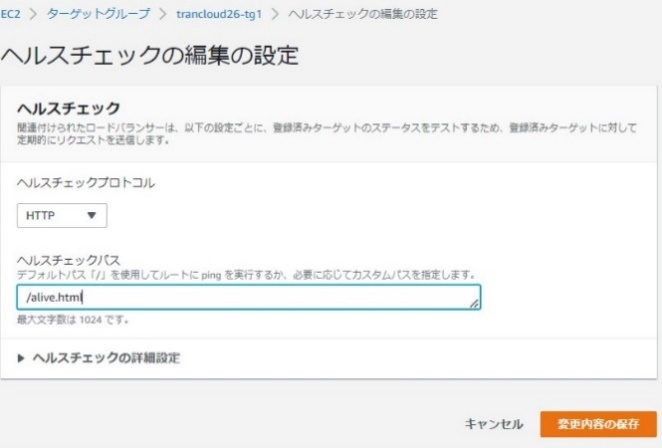 EC2 > ターゲットグループ > trancloud26-tg1 > ヘルスチェックの編集の設定
ヘルスチェックの編集の設定
ヘルスチェック
関連付けられたロードバランサーは、以下の設定ごとに、登録済みターゲットのステータスをテストするため、登録済みターゲットに対して
定期的にリクエストを送信します。
ヘルスチェックプロトコル
HTTP
ヘルスチェックパス
デフォルトパス「/」を使用してルートに ping を実行するか、必要に応じてカスタムパスを指定します。
/alive.html
最大文字数は 1024 です。
ヘルスチェックの詳細設定
キャンセル 変更内容の保存